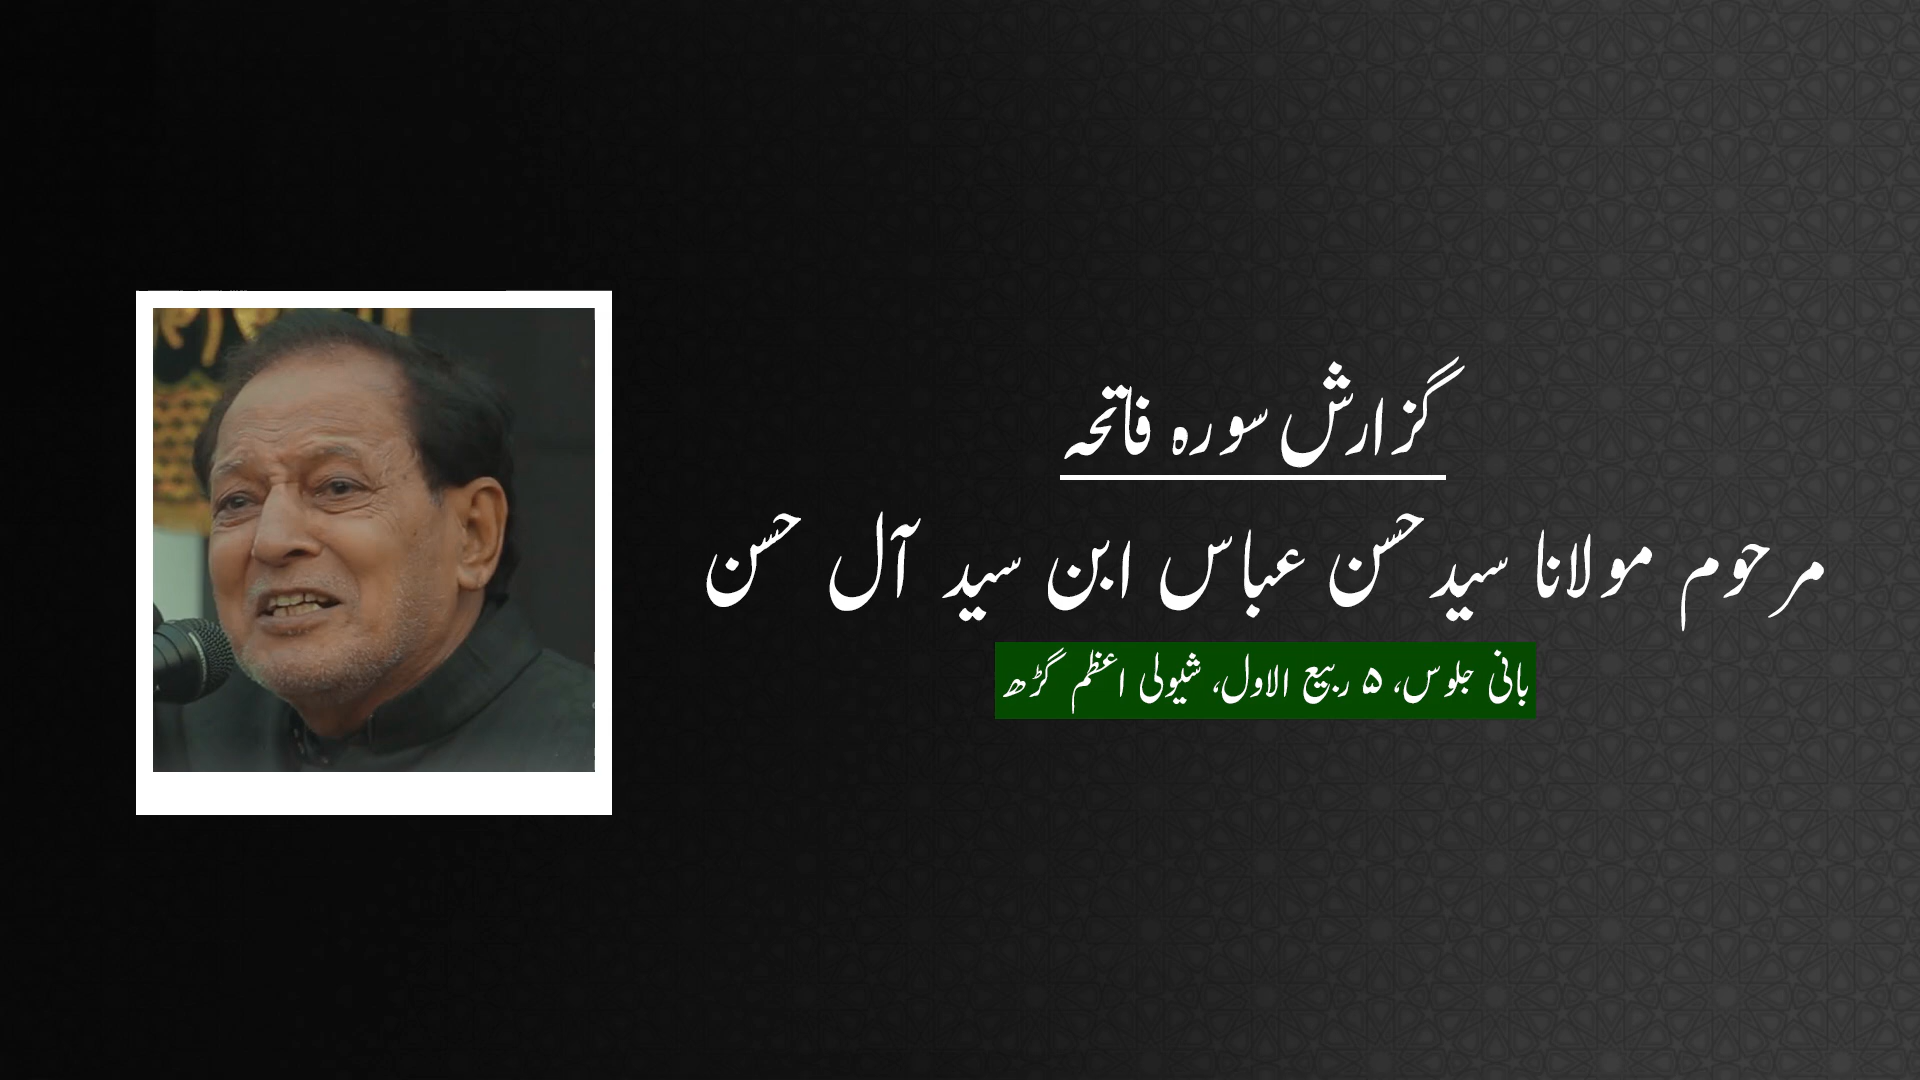 گزارش سورہ فاتحہ
مرحوم مولانا سید حسن عباس ابن سید آل حسن
بانی جلوس، ۵ ربیع الاول، شیولی اعظم گڑھ